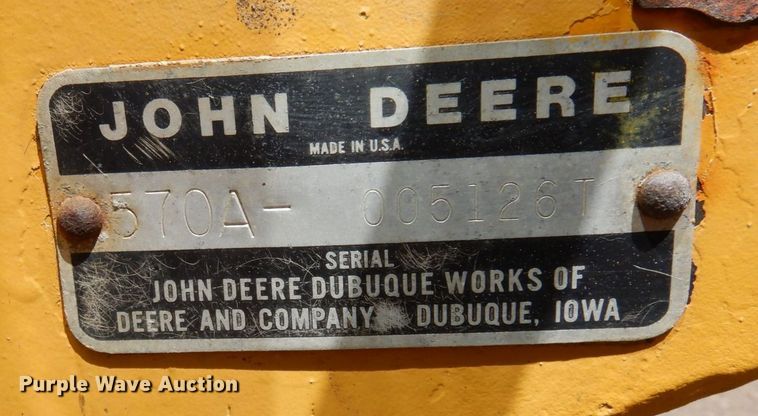 JOHN DEERE
MADE IN U.S.A.
570A- 005126T
SERIAL
JOHN DEERE DUBUQUE WORKS OF
DEERE AND COMPANY DUBUQUE, IOWA
Purple Wave Auction